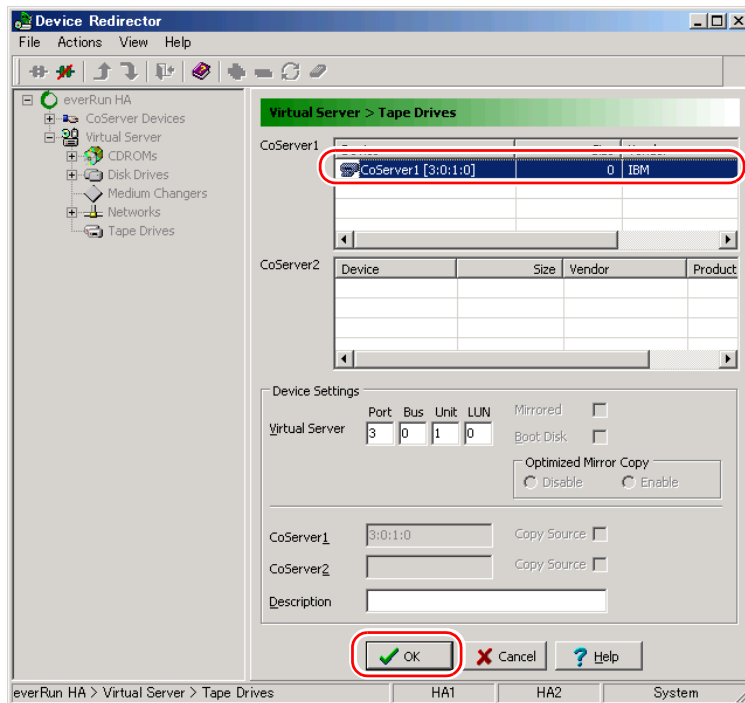 Device Redirector
File Actions View Help
everRun HA
CoServer Devices
Virtual Server
CDROMs
Disk Drives
Medium Changers
Networks
Tape Drives
Virtual Server > Tape Drives
CoServer1
CoServer1 [3:0:1:0] 0 IBM
CoServer2 Device Size Vendor Product
Device Settings
Port Bus Unit LUN Mirrored
Virtual Server 3 0 1 0
Boot Disk
Optimized Mirror Copy
Disable Enable
CoServer1 3:0:1:0 Copy Source
CoServer2 Copy Source
Description
OK Cancel Help
everRun HA > Virtual Server > Tape Drives HA1 HA2 System